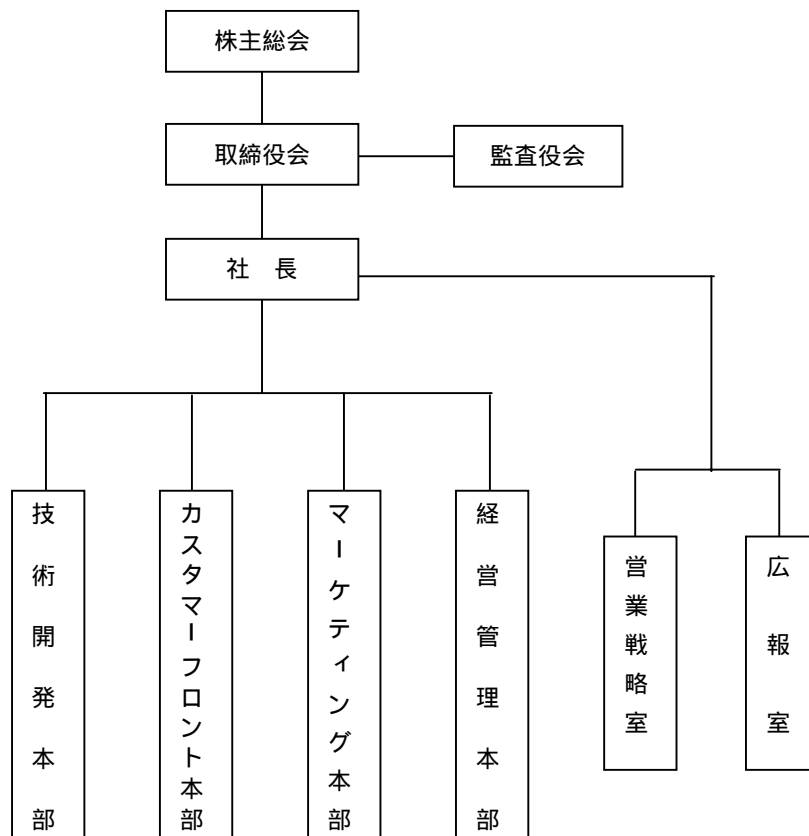 株主総会
取締役会
監査役会
社 長
技術開発本部
カスタマーフロント本部
マーケティング本部
経営管理本部
営業戦略室
広報室